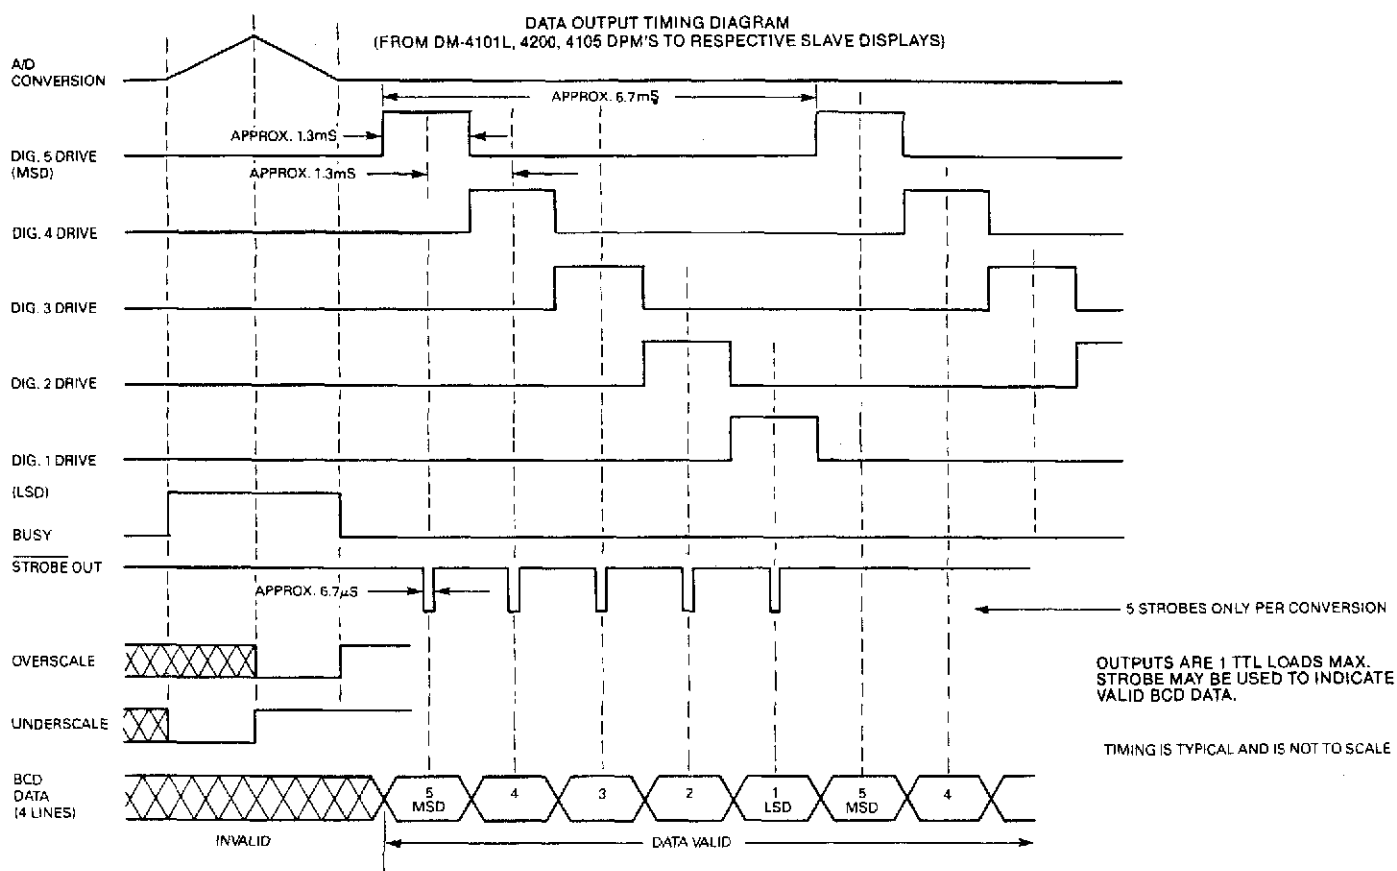 DATA OUTPUT TIMING DIAGRAM
(FROM DM-4101L, 4200, 4105 DPM'S TO RESPECTIVE SLAVE DISPLAYS)
A/D
CONVERSION
APPROX. 6.7mS
APPROX. 1.3mS
DIG. 5 DRIVE
(MSD)
APPROX. 1.3mS
DIG. 4 DRIVE
DIG. 3 DRIVE
DIG. 2 DRIVE
DIG. 1 DRIVE
(LSD)
BUSY
STROBE OUT
APPROX. 6.7µS
5 STROBES ONLY PER CONVERSION
OVERSCALE
OUTPUTS ARE 1 TTL LOADS MAX.
STROBE MAY BE USED TO INDICATE
VALID BCD DATA.
UNDERSCALE
TIMING IS TYPICAL AND IS NOT TO SCALE
BCD
DATA
(4 LINES)
5
MSD
4
3
2
1
LSD
5
MSD
4
INVALID
DATA VALID